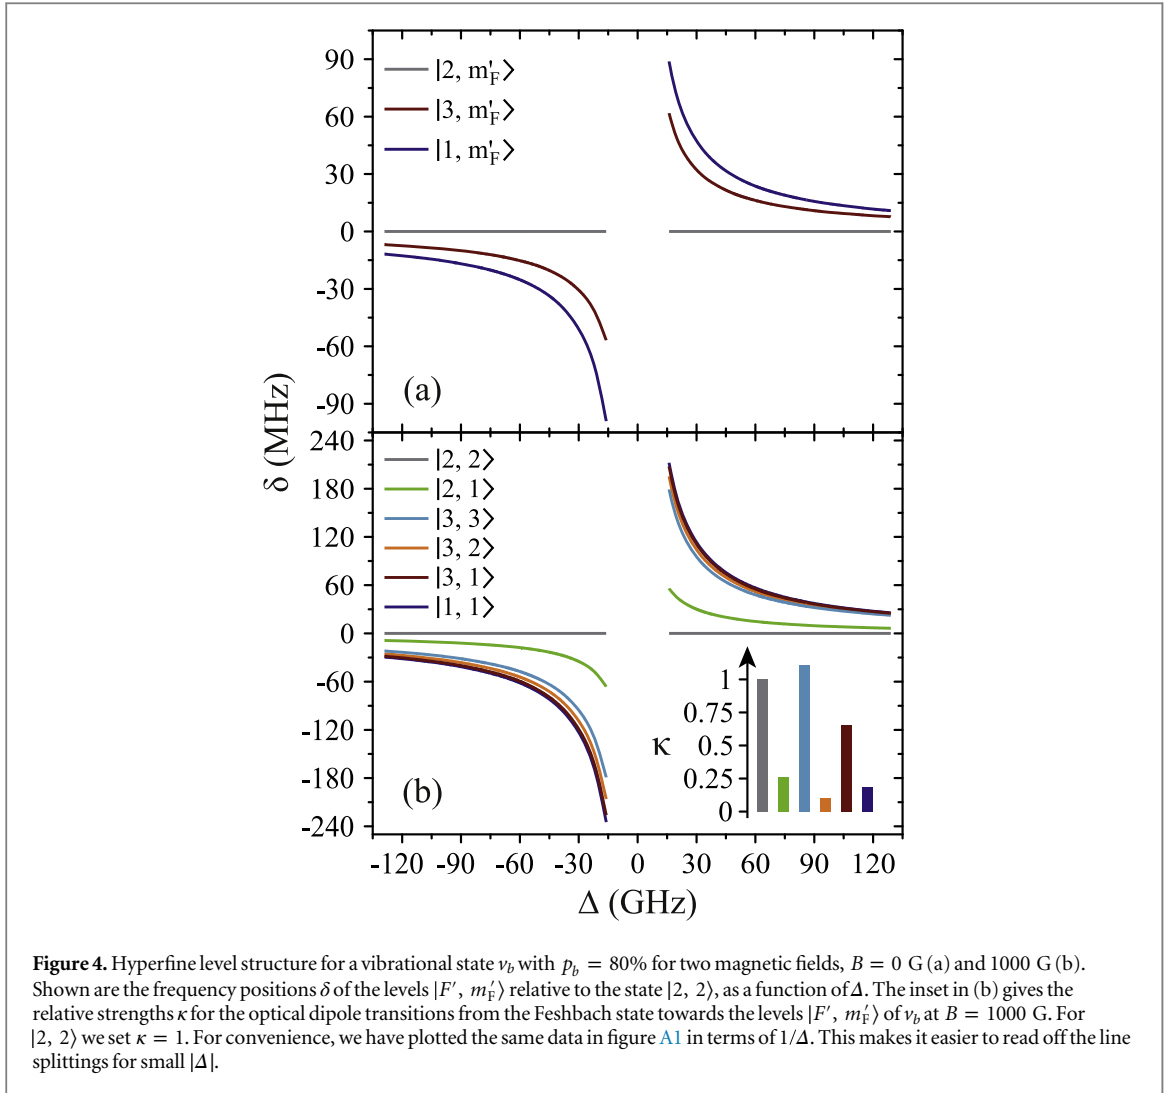 90
60
30
0
-30
-60
-90
|2, m'F⟩
|3, m'F⟩
|1, m'F⟩
(a)
δ (MHz)
240
180
120
60
0
-60
-120
-180
-240
|2, 2⟩
|2, 1⟩
|3, 3⟩
|3, 2⟩
|3, 1⟩
|1, 1⟩
(b)
κ
1
0.75
0.5
0.25
0
-120 -90 -60 -30 0 30 60 90 120
Δ (GHz)
Figure 4. Hyperfine level structure for a vibrational state νb with pb = 80% for two magnetic fields, B = 0 G (a) and 1000 G (b).
Shown are the frequency positions δ of the levels |F′, m′F⟩ relative to the state |2, 2⟩, as a function of Δ. The inset in (b) gives the
relative strengths κ for the optical dipole transitions from the Feshbach state towards the levels |F′, m′F⟩ of νb at B = 1000 G. For
|2, 2⟩ we set κ = 1. For convenience, we have plotted the same data in figure A1 in terms of 1/Δ. This makes it easier to read off the line
splittings for small |Δ|.